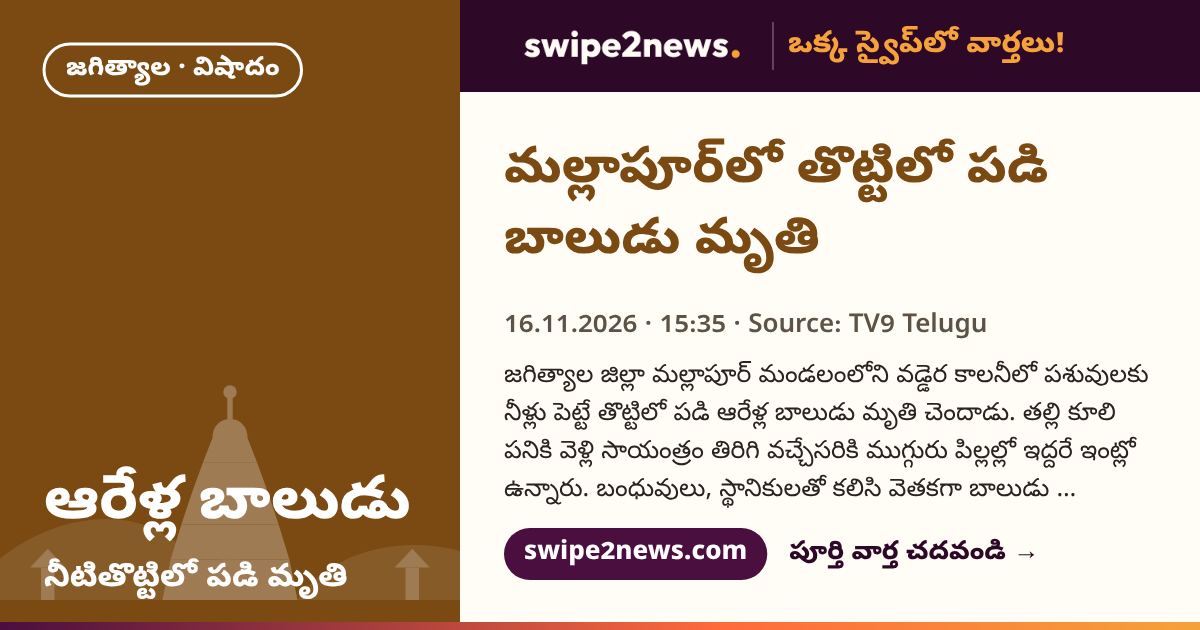 జగిత్యాల · విషాదం
ఆరేళ్ల బాలుడు
నీటితొట్టిలో పడి మృతి
swipe2news.
ఒక్క స్వైప్‌లో వార్తలు!
మల్లాపూర్‌లో తొట్టిలో పడి
బాలుడు మృతి
16.11.2026 · 15:35 · Source: TV9 Telugu
జగిత్యాల జిల్లా మల్లాపూర్ మండలంలోని వడ్డెర కాలనీలో పశువులకు
నీళ్లు పెట్టే తొట్టిలో పడి ఆరేళ్ల బాలుడు మృతి చెందాడు. తల్లి కూలి
పనికి వెళ్లి సాయంత్రం తిరిగి వచ్చేసరికి ముగ్గురు పిల్లల్లో ఇద్దరే ఇంట్లో
ఉన్నారు. బంధువులు, స్థానికులతో కలిసి వెతకగా బాలుడు ...
swipe2news.com
పూర్తి వార్త చదవండి →